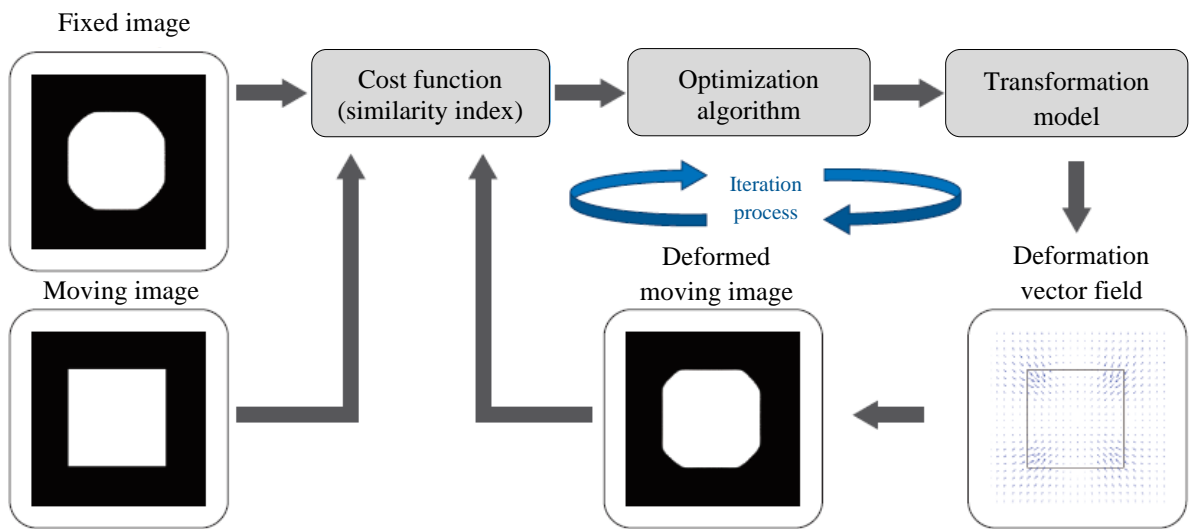 Fixed image
Cost function
(similarity index)
Optimization
algorithm
Transformation
model
Iteration
process
Moving image
Deformed
moving image
Deformation
vector field